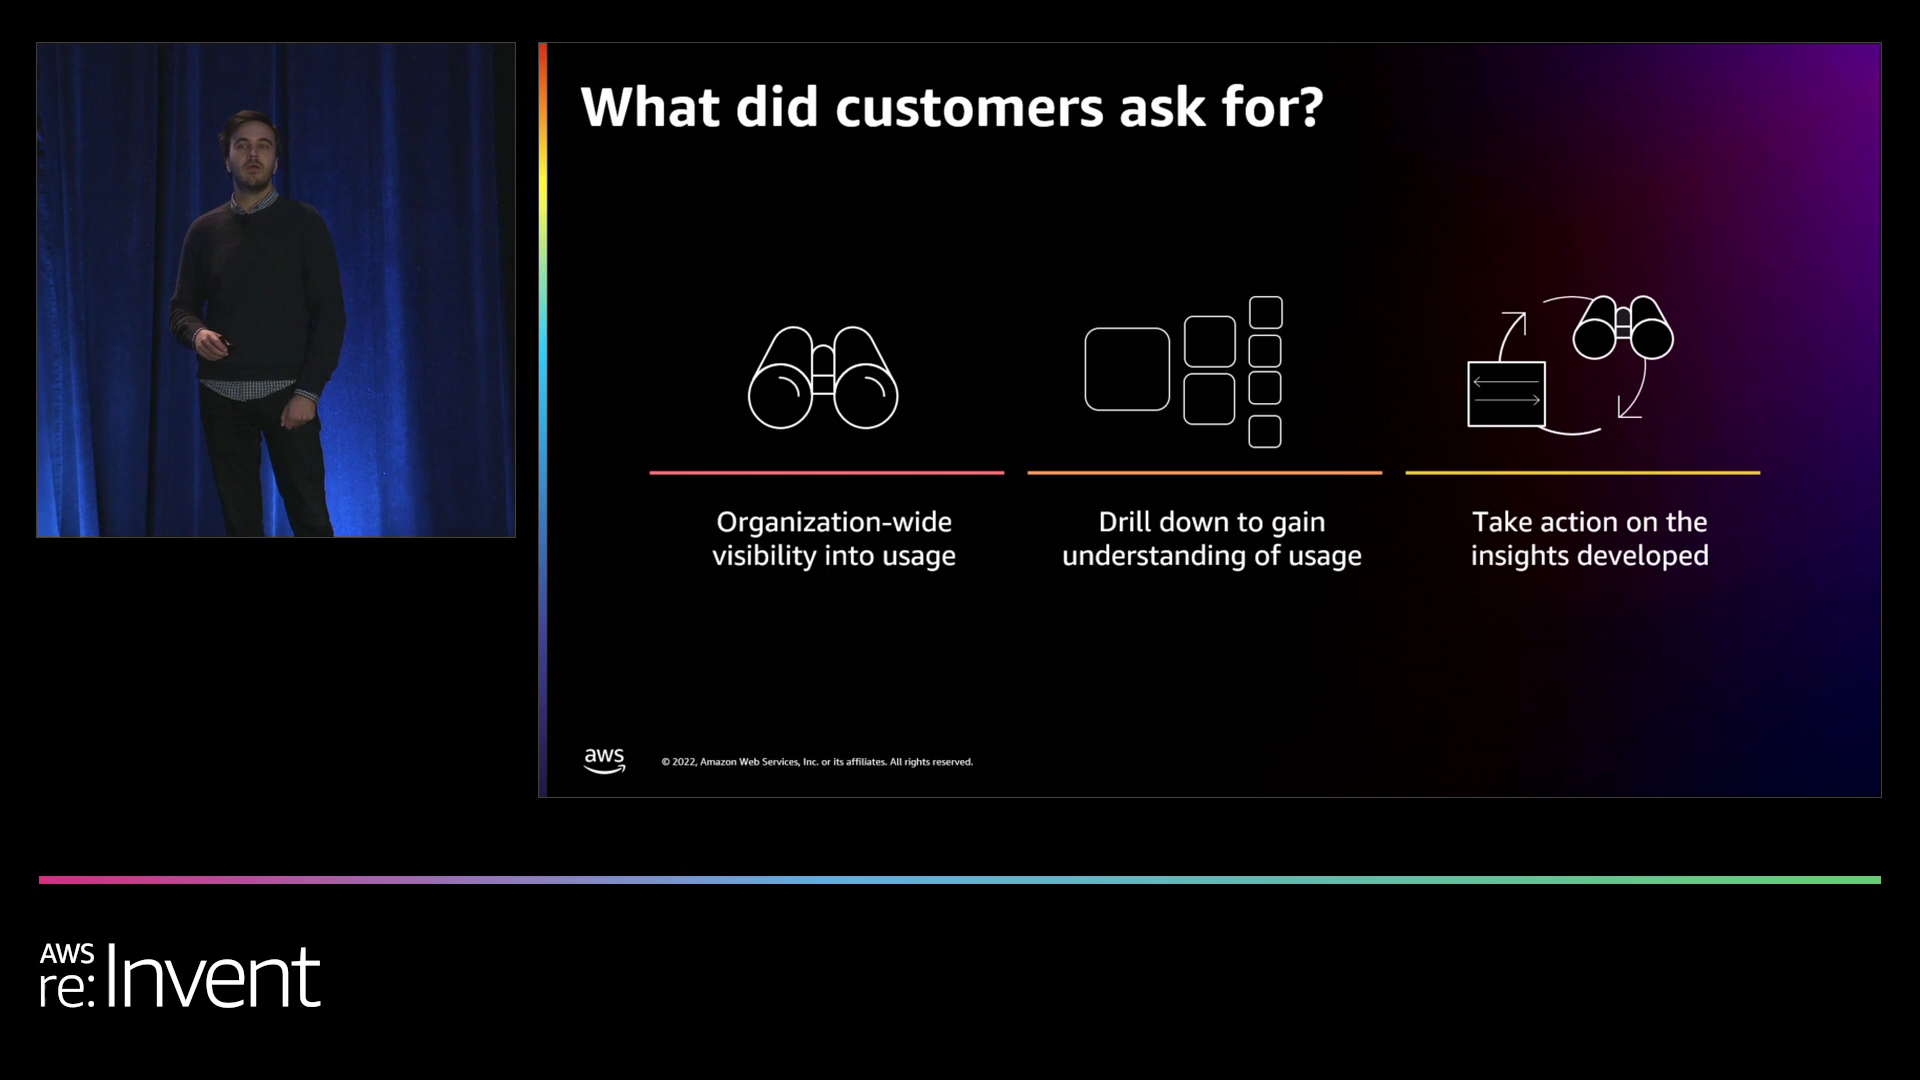 What did customers ask for?
Organization-wide
visibility into usage
Drill down to gain
understanding of usage
Take action on the
insights developed
aws
© 2022, Amazon Web Services, Inc. or its affiliates. All rights reserved.
AWS
re:Invent